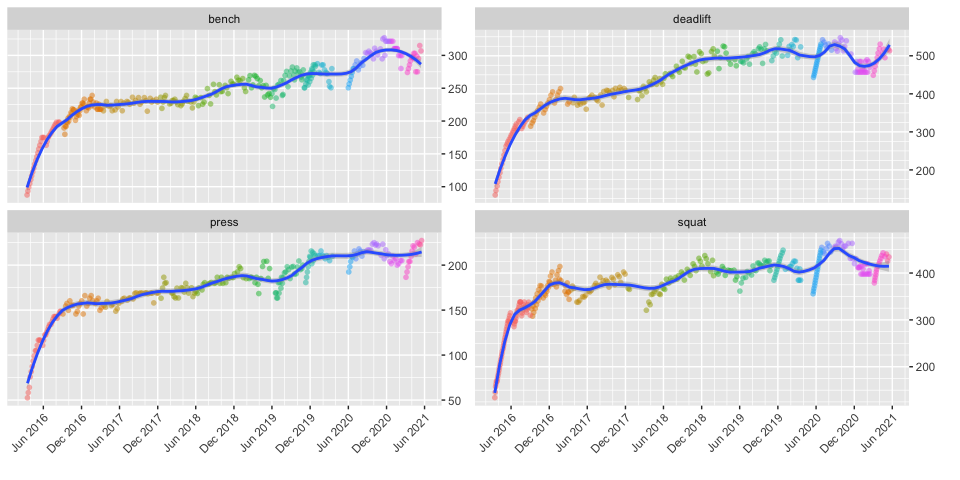 bench
deadlift
300
250
200
150
100
500
400
300
200
press
squat
200
150
100
50
400
300
200
Jun 2016
Dec 2016
Jun 2017
Dec 2017
Jun 2018
Dec 2018
Jun 2019
Dec 2019
Jun 2020
Dec 2020
Jun 2021
Jun 2016
Dec 2016
Jun 2017
Dec 2017
Jun 2018
Dec 2018
Jun 2019
Dec 2019
Jun 2020
Dec 2020
Jun 2021